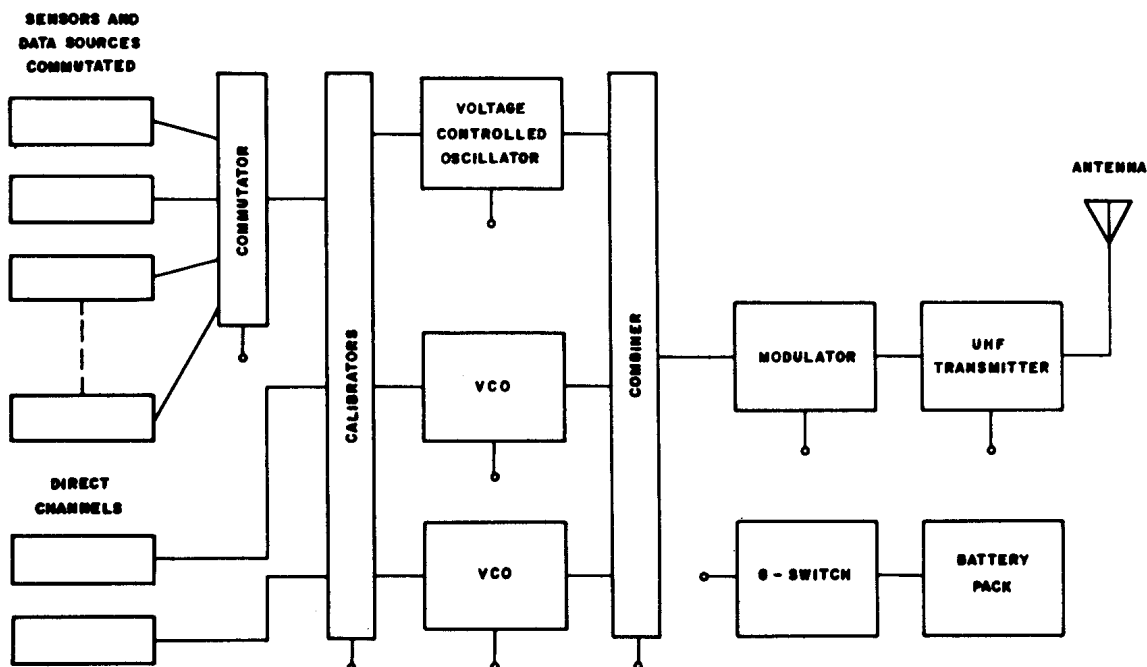 SENSORS AND
DATA SOURCES
COMMUTATED
COMMUTATOR
CALIBRATORS
VOLTAGE
CONTROLLED
OSCILLATOR
VCO
VCO
COMBINER
MODULATOR
UHF
TRANSMITTER
ANTENNA
DIRECT
CHANNELS
G - SWITCH
BATTERY
PACK